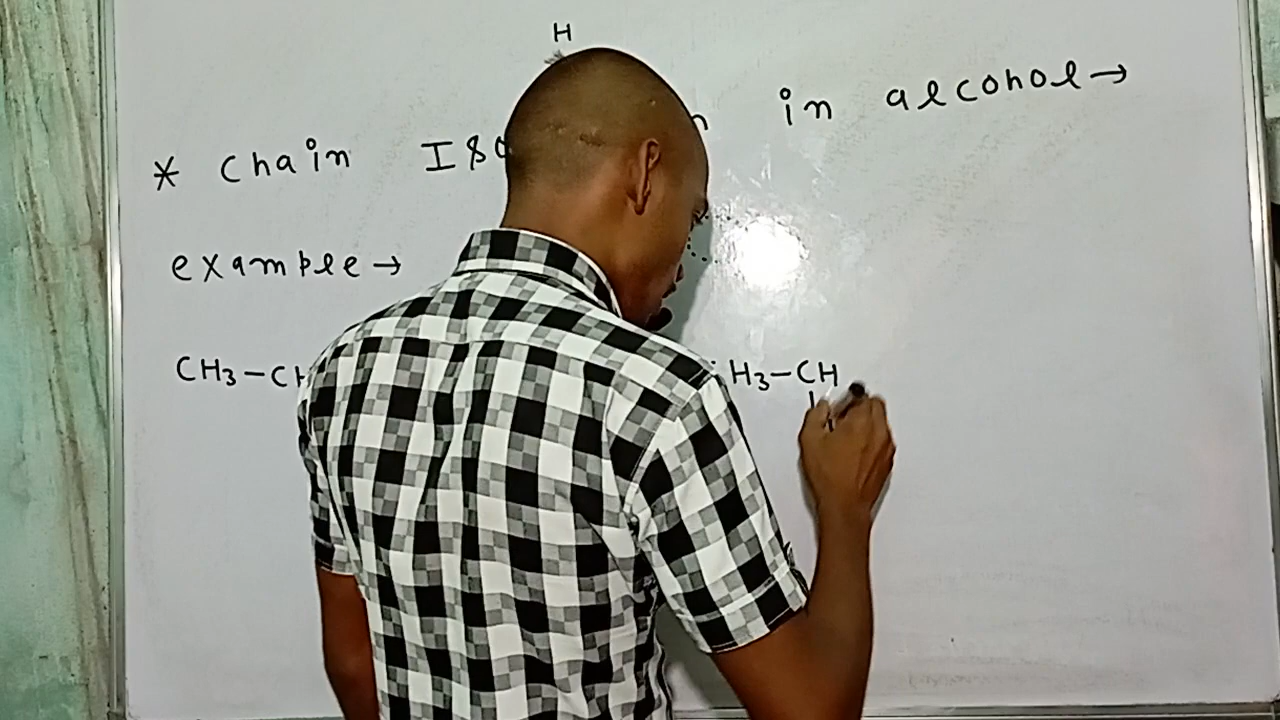 H
* Chain Iso in alcohol →
example →
CH3-CH H3-CH